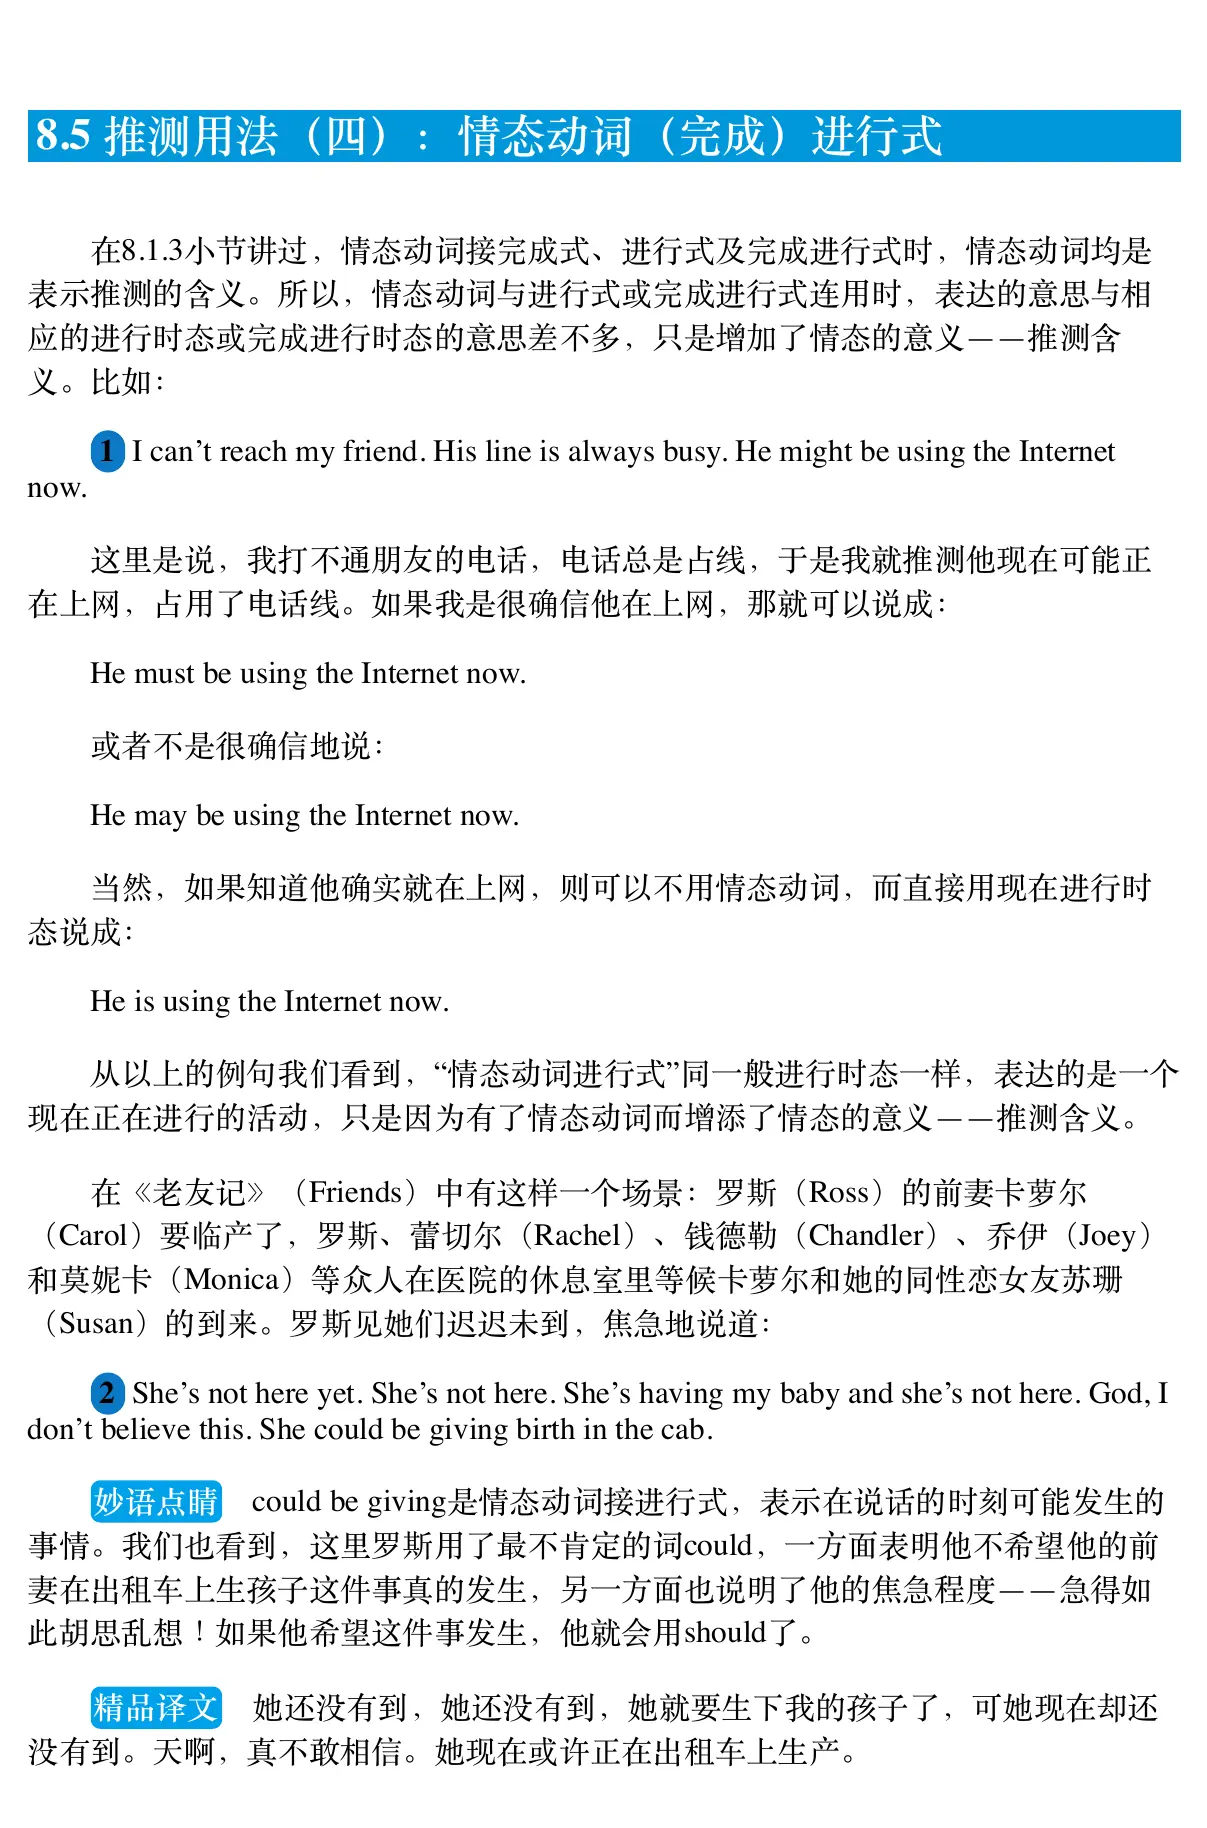 8.5 推测用法（四）：情态动词（完成）进行式
在8.1.3小节讲过，情态动词接完成式、进行式及完成进行式时，情态动词均是
表示推测的含义。所以，情态动词与进行式或完成进行式连用时，表达的意思与相
应的进行时态或完成进行时态的意思差不多，只是增加了情态的意义——推测含
义。比如：
1 I can’t reach my friend. His line is always busy. He might be using the Internet
now.
这里是说，我打不通朋友的电话，电话总是占线，于是我就推测他现在可能正
在上网，占用了电话线。如果我是很确信他在上网，那就可以说成：
He must be using the Internet now.
或者不是很确信地说：
He may be using the Internet now.
当然，如果知道他确实就在上网，则可以不用情态动词，而直接用现在进行时
态说成：
He is using the Internet now.
从以上的例句我们看到，“情态动词进行式”同一般进行时态一样，表达的是一个
现在正在进行的活动，只是因为有了情态动词而增添了情态的意义——推测含义。
在《老友记》（Friends）中有这样一个场景：罗斯（Ross）的前妻卡萝尔
（Carol）要临产了，罗斯、蕾切尔（Rachel）、钱德勒（Chandler）、乔伊（Joey）
和莫妮卡（Monica）等众人在医院的休息室里等候卡萝尔和她的同性恋女友苏珊
（Susan）的到来。罗斯见她们迟迟未到，焦急地说道：
2 She’s not here yet. She’s not here. She’s having my baby and she’s not here. God, I
don’t believe this. She could be giving birth in the cab.
妙语点睛 could be giving是情态动词接进行式，表示在说话的时刻可能发生的
事情。我们也看到，这里罗斯用了最不肯定的词could，一方面表明他不希望他的前
妻在出租车上生孩子这件事真的发生，另一方面也说明了他的焦急程度——急得如
此胡思乱想！如果他希望这件事发生，他就会用should了。
精品译文 她还没有到，她还没有到，她就要生下我的孩子了，可她现在却还
没有到。天啊，真不敢相信。她现在或许正在出租车上生产。